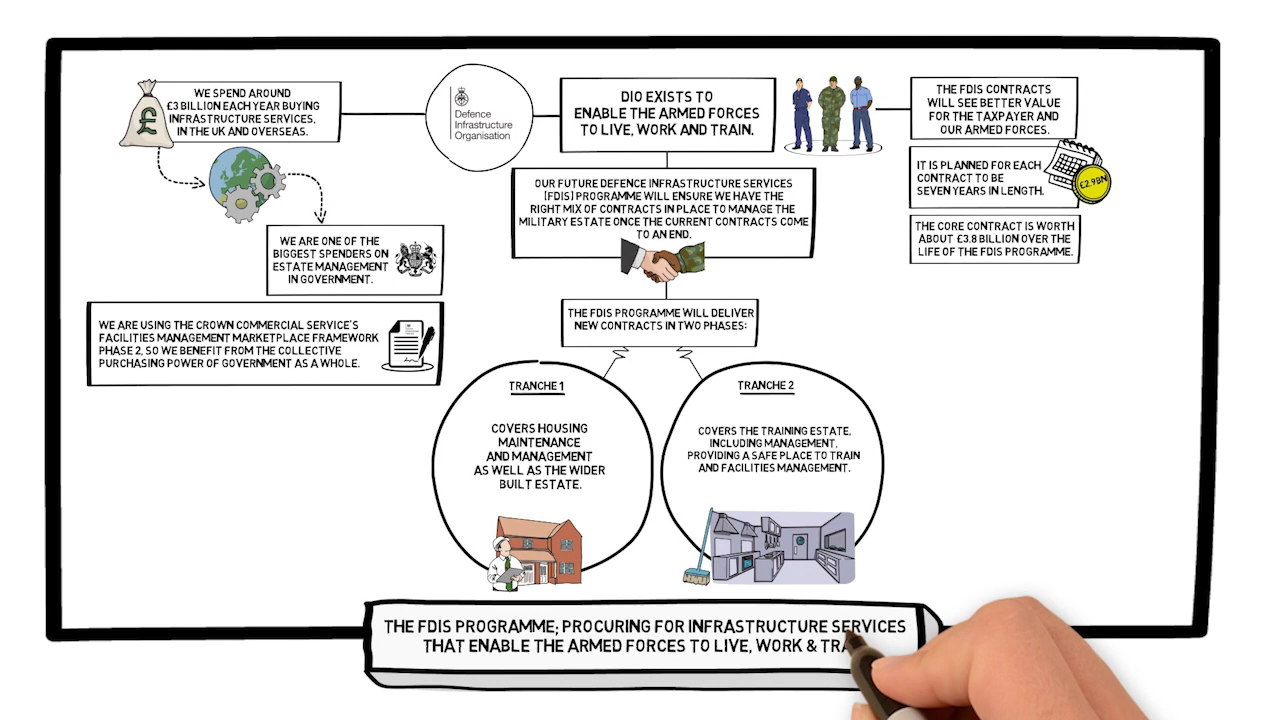 WE SPEND AROUND
£3 BILLION EACH YEAR BUYING
INFRASTRUCTURE SERVICES,
IN THE UK AND OVERSEAS.
£
Defence
Infrastructure
Organisation
DIO EXISTS TO
ENABLE THE ARMED FORCES
TO LIVE, WORK AND TRAIN.
THE FDIS CONTRACTS
WILL SEE BETTER VALUE
FOR THE TAXPAYER AND
OUR ARMED FORCES.
IT IS PLANNED FOR EACH
CONTRACT TO BE
SEVEN YEARS IN LENGTH.
£2.9BN
THE CORE CONTRACT IS WORTH
ABOUT £3.8 BILLION OVER THE
LIFE OF THE FDIS PROGRAMME.
OUR FUTURE DEFENCE INFRASTRUCTURE SERVICES
[FDIS] PROGRAMME WILL ENSURE WE HAVE THE
RIGHT MIX OF CONTRACTS IN PLACE TO MANAGE THE
MILITARY ESTATE ONCE THE CURRENT CONTRACTS COME
TO AN END.
WE ARE ONE OF THE
BIGGEST SPENDERS ON
ESTATE MANAGEMENT
IN GOVERNMENT.
WE ARE USING THE CROWN COMMERCIAL SERVICE'S
FACILITIES MANAGEMENT MARKETPLACE FRAMEWORK
PHASE 2, SO WE BENEFIT FROM THE COLLECTIVE
PURCHASING POWER OF GOVERNMENT AS A WHOLE.
THE FDIS PROGRAMME WILL DELIVER
NEW CONTRACTS IN TWO PHASES:
TRANCHE 1
COVERS HOUSING
MAINTENANCE
AND MANAGEMENT
AS WELL AS THE WIDER
BUILT ESTATE.
TRANCHE 2
COVERS THE TRAINING ESTATE,
INCLUDING MANAGEMENT,
PROVIDING A SAFE PLACE TO TRAIN
AND FACILITIES MANAGEMENT.
THE FDIS PROGRAMME; PROCURING FOR INFRASTRUCTURE SERVICES
THAT ENABLE THE ARMED FORCES TO LIVE, WORK & TRA